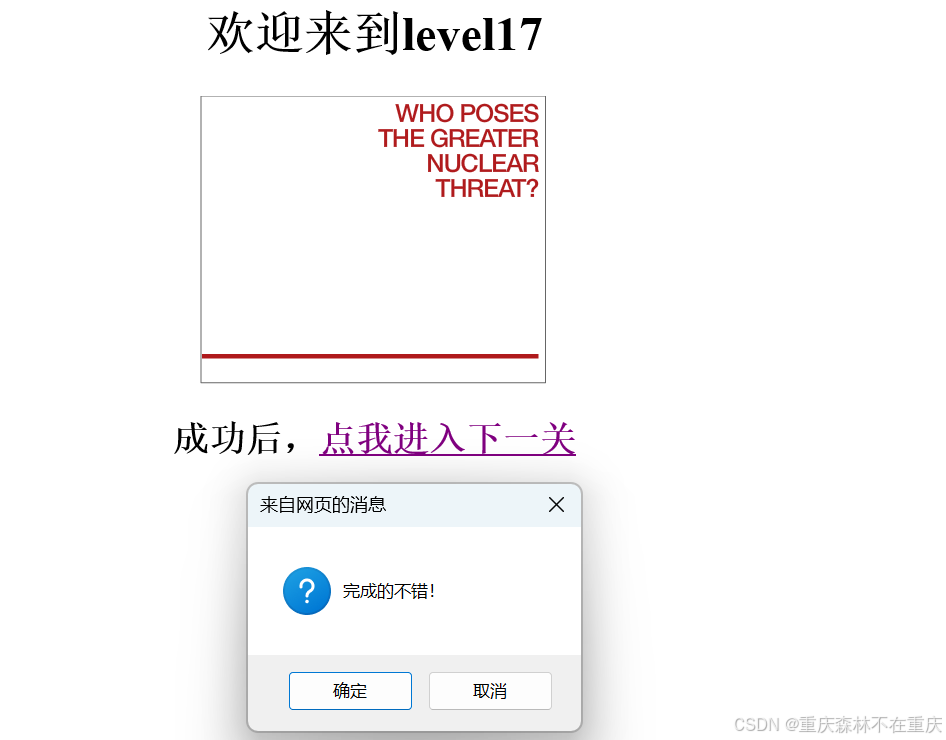 欢迎来到level17
WHO POSES
THE GREATER
NUCLEAR
THREAT?
成功后，点我进入下一关
来自网页的消息
完成的不错！
确定
取消
CSDN @重庆森林不在重庆